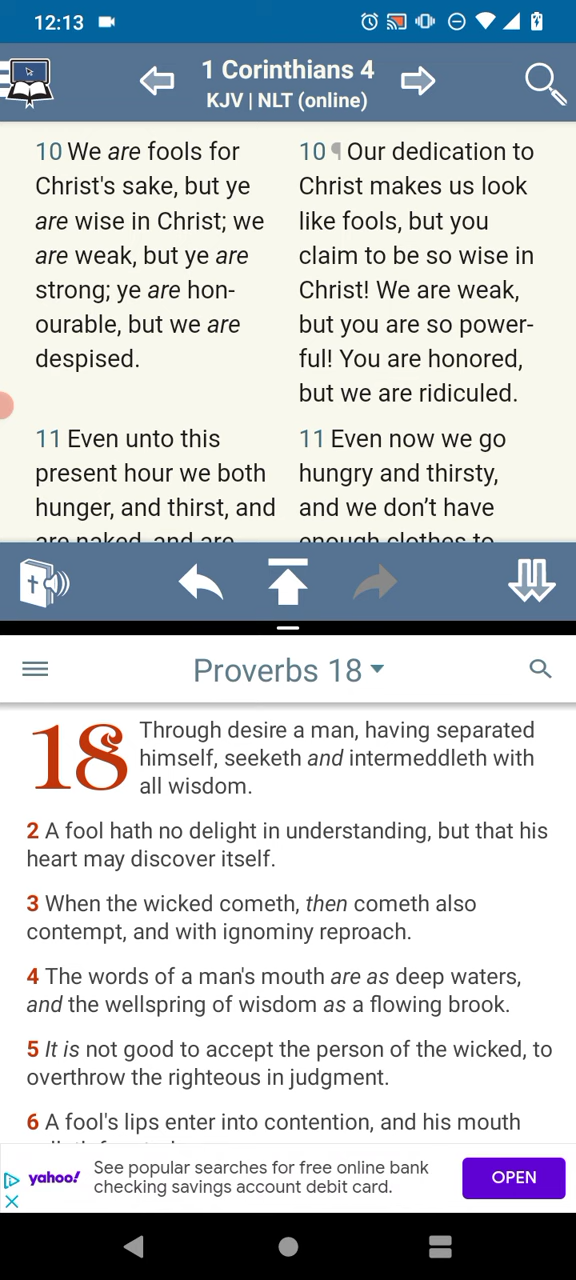 12:13
1 Corinthians 4
KJV | NLT (online)
10 We are fools for
Christ's sake, but ye
are wise in Christ; we
are weak, but ye are
strong; ye are hon-
ourable, but we are
despised.
11 Even unto this
present hour we both
hunger, and thirst, and
are naked, and are
10 ¶ Our dedication to
Christ makes us look
like fools, but you
claim to be so wise in
Christ! We are weak,
but you are so power-
ful! You are honored,
but we are ridiculed.
11 Even now we go
hungry and thirsty,
and we don’t have
enough clothes to
Proverbs 18
18 Through desire a man, having separated
himself, seeketh and intermeddleth with
all wisdom.
2 A fool hath no delight in understanding, but that his
heart may discover itself.
3 When the wicked cometh, then cometh also
contempt, and with ignominy reproach.
4 The words of a man's mouth are as deep waters,
and the wellspring of wisdom as a flowing brook.
5 It is not good to accept the person of the wicked, to
overthrow the righteous in judgment.
6 A fool's lips enter into contention, and his mouth
yahoo!
See popular searches for free online bank
checking savings account debit card.
OPEN